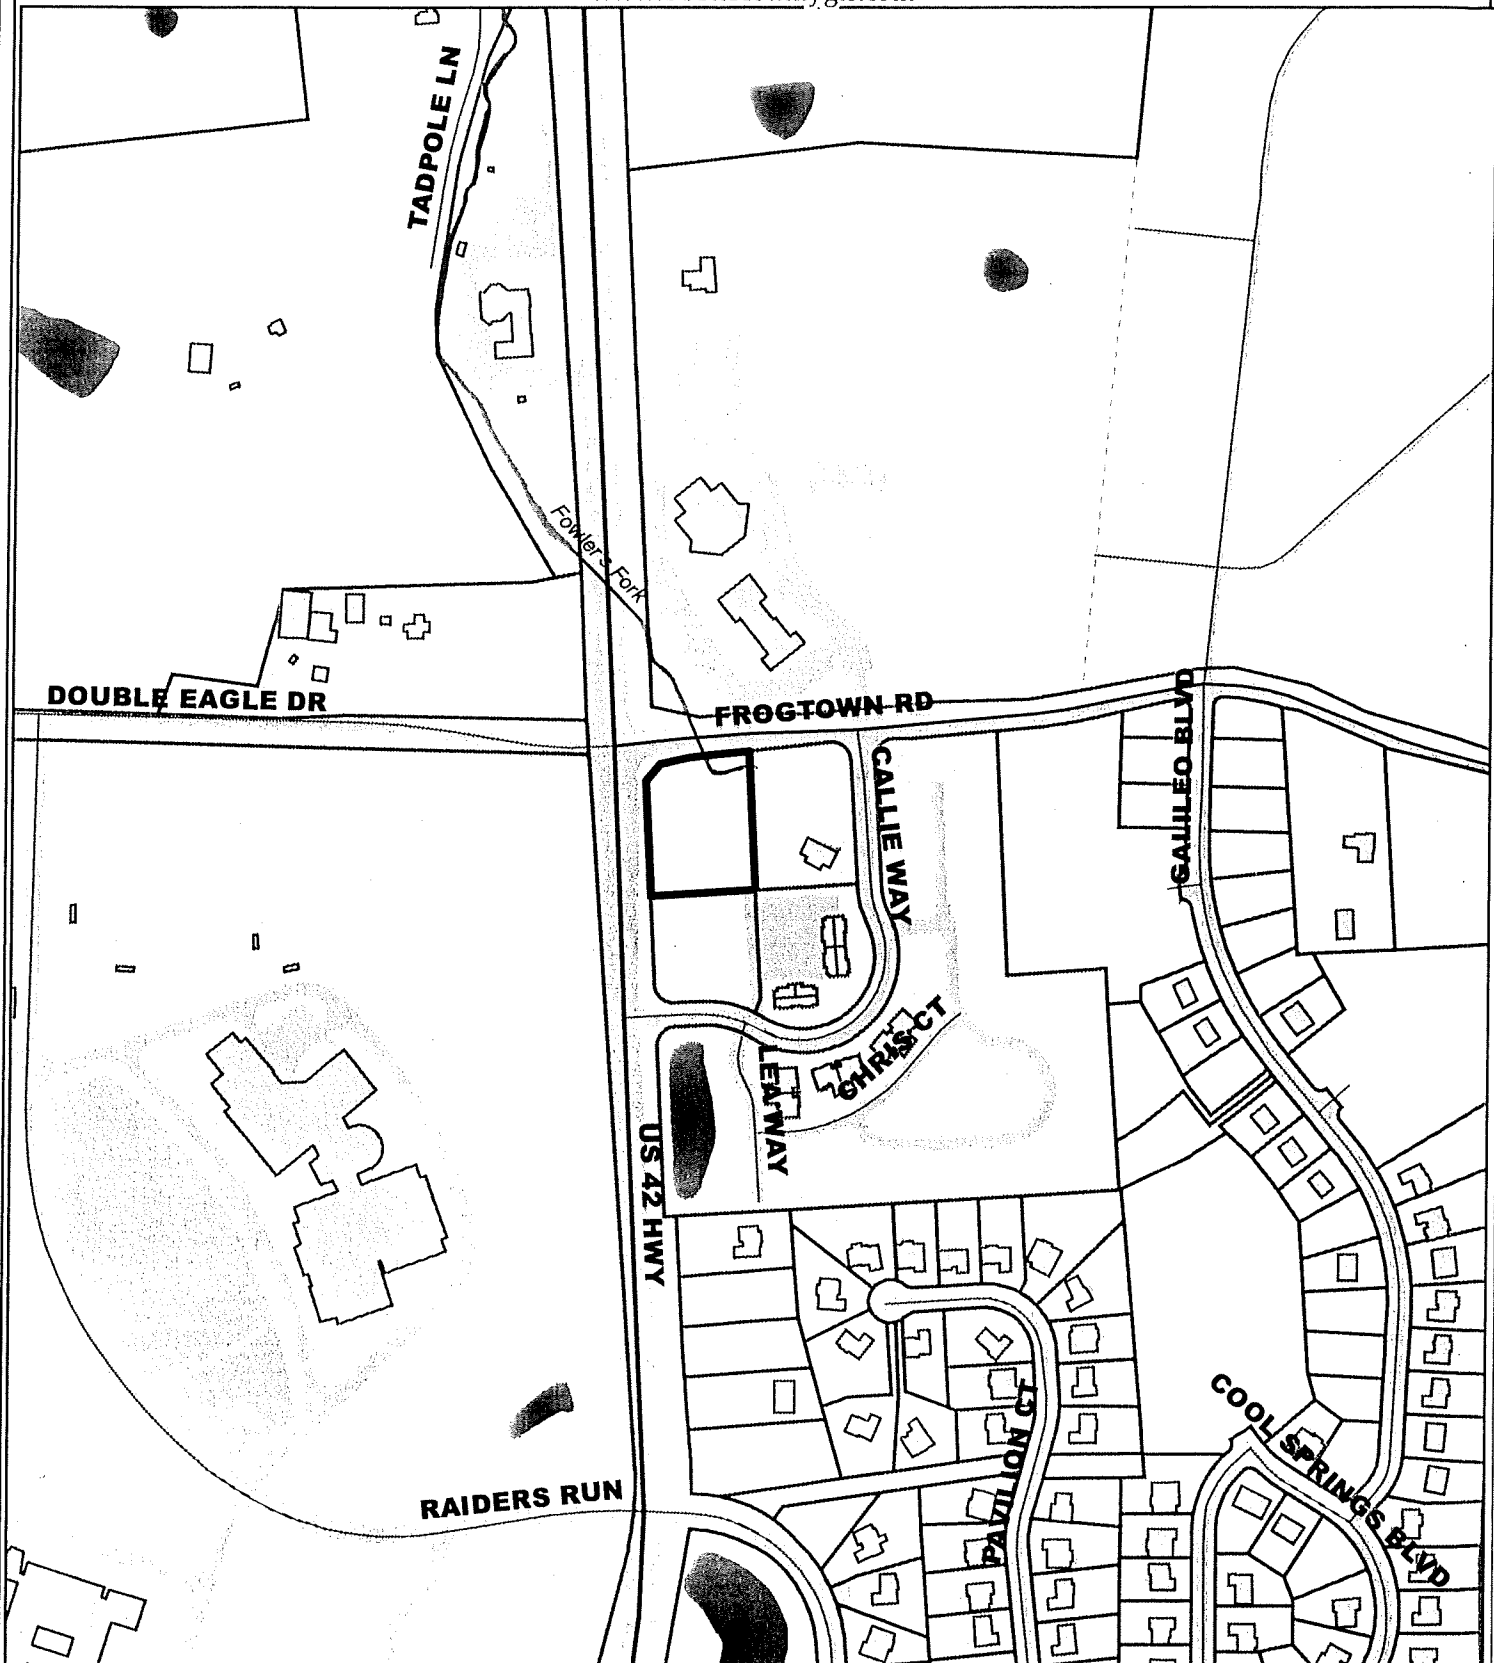 TADPOLE LN
Fowler's Fork
DOUBLE EAGLE DR
FROGTOWN RD
GALILEO BLVD
CALLIE WAY
CHRIS CT
LEA WAY
US 42 HWY
COOL SPRINGS BLVD
PAVILION CT
RAIDERS RUN